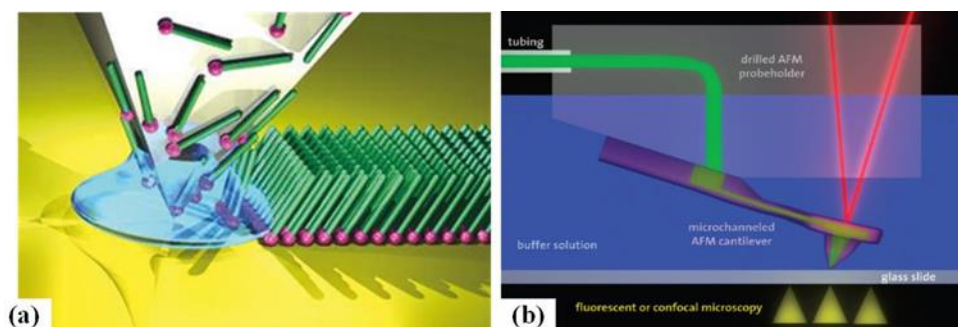 tubing
drilled AFM
probeholder
microchanneled
AFM cantilever
buffer solution
glass slide
fluorescent or confocal microscopy
(a)
(b)